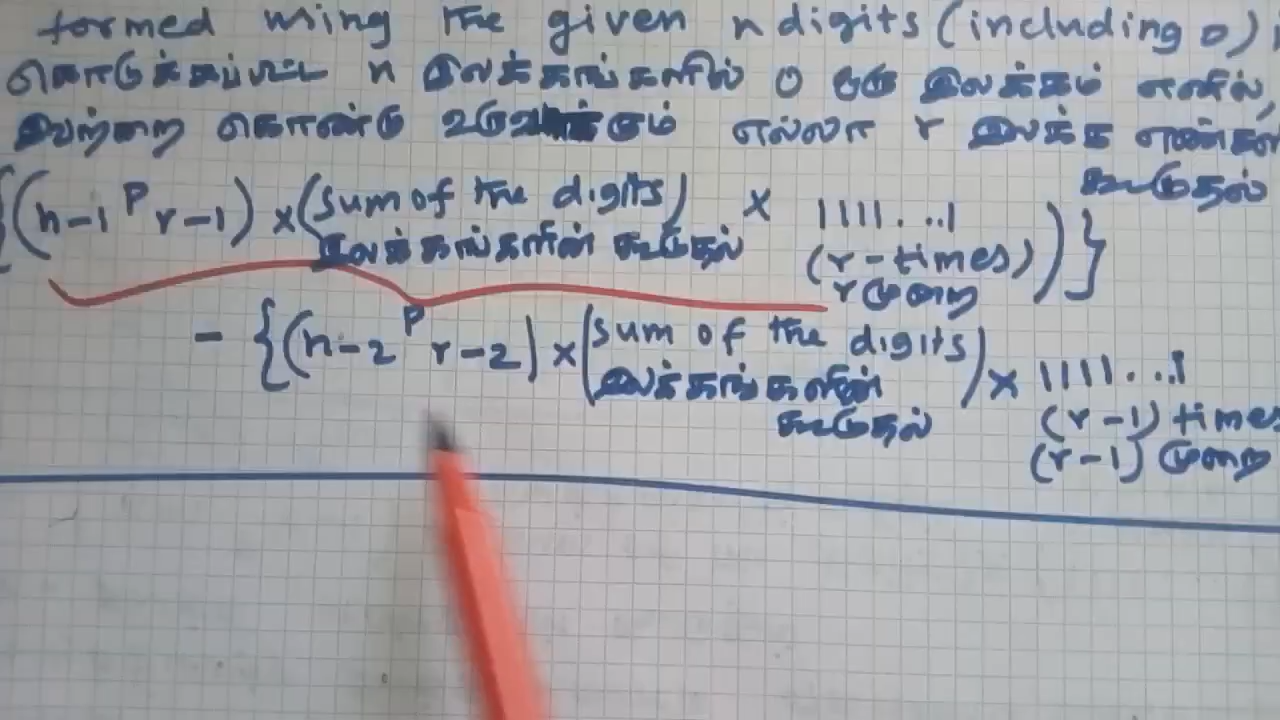 formed using the given n digits (including 0)
கொடுக்கப்பட்ட n இலக்கங்களில் 0 ஒரு இலக்கம் எனில்,
இவற்றை கொண்டு உருவாக்கும் எல்லா r இலக்க எண்கள
கூடுதல்
{(n-1 P r-1) × (sum of the digits) × 1111...1)}
இலக்கங்களின் கூடுதல் (r-times)
r முறை
- {(n-2 P r-2) × (sum of the digits) × 1111...1
இலக்கங்களின் (r-1) times
கூடுதல் (r-1) முறை